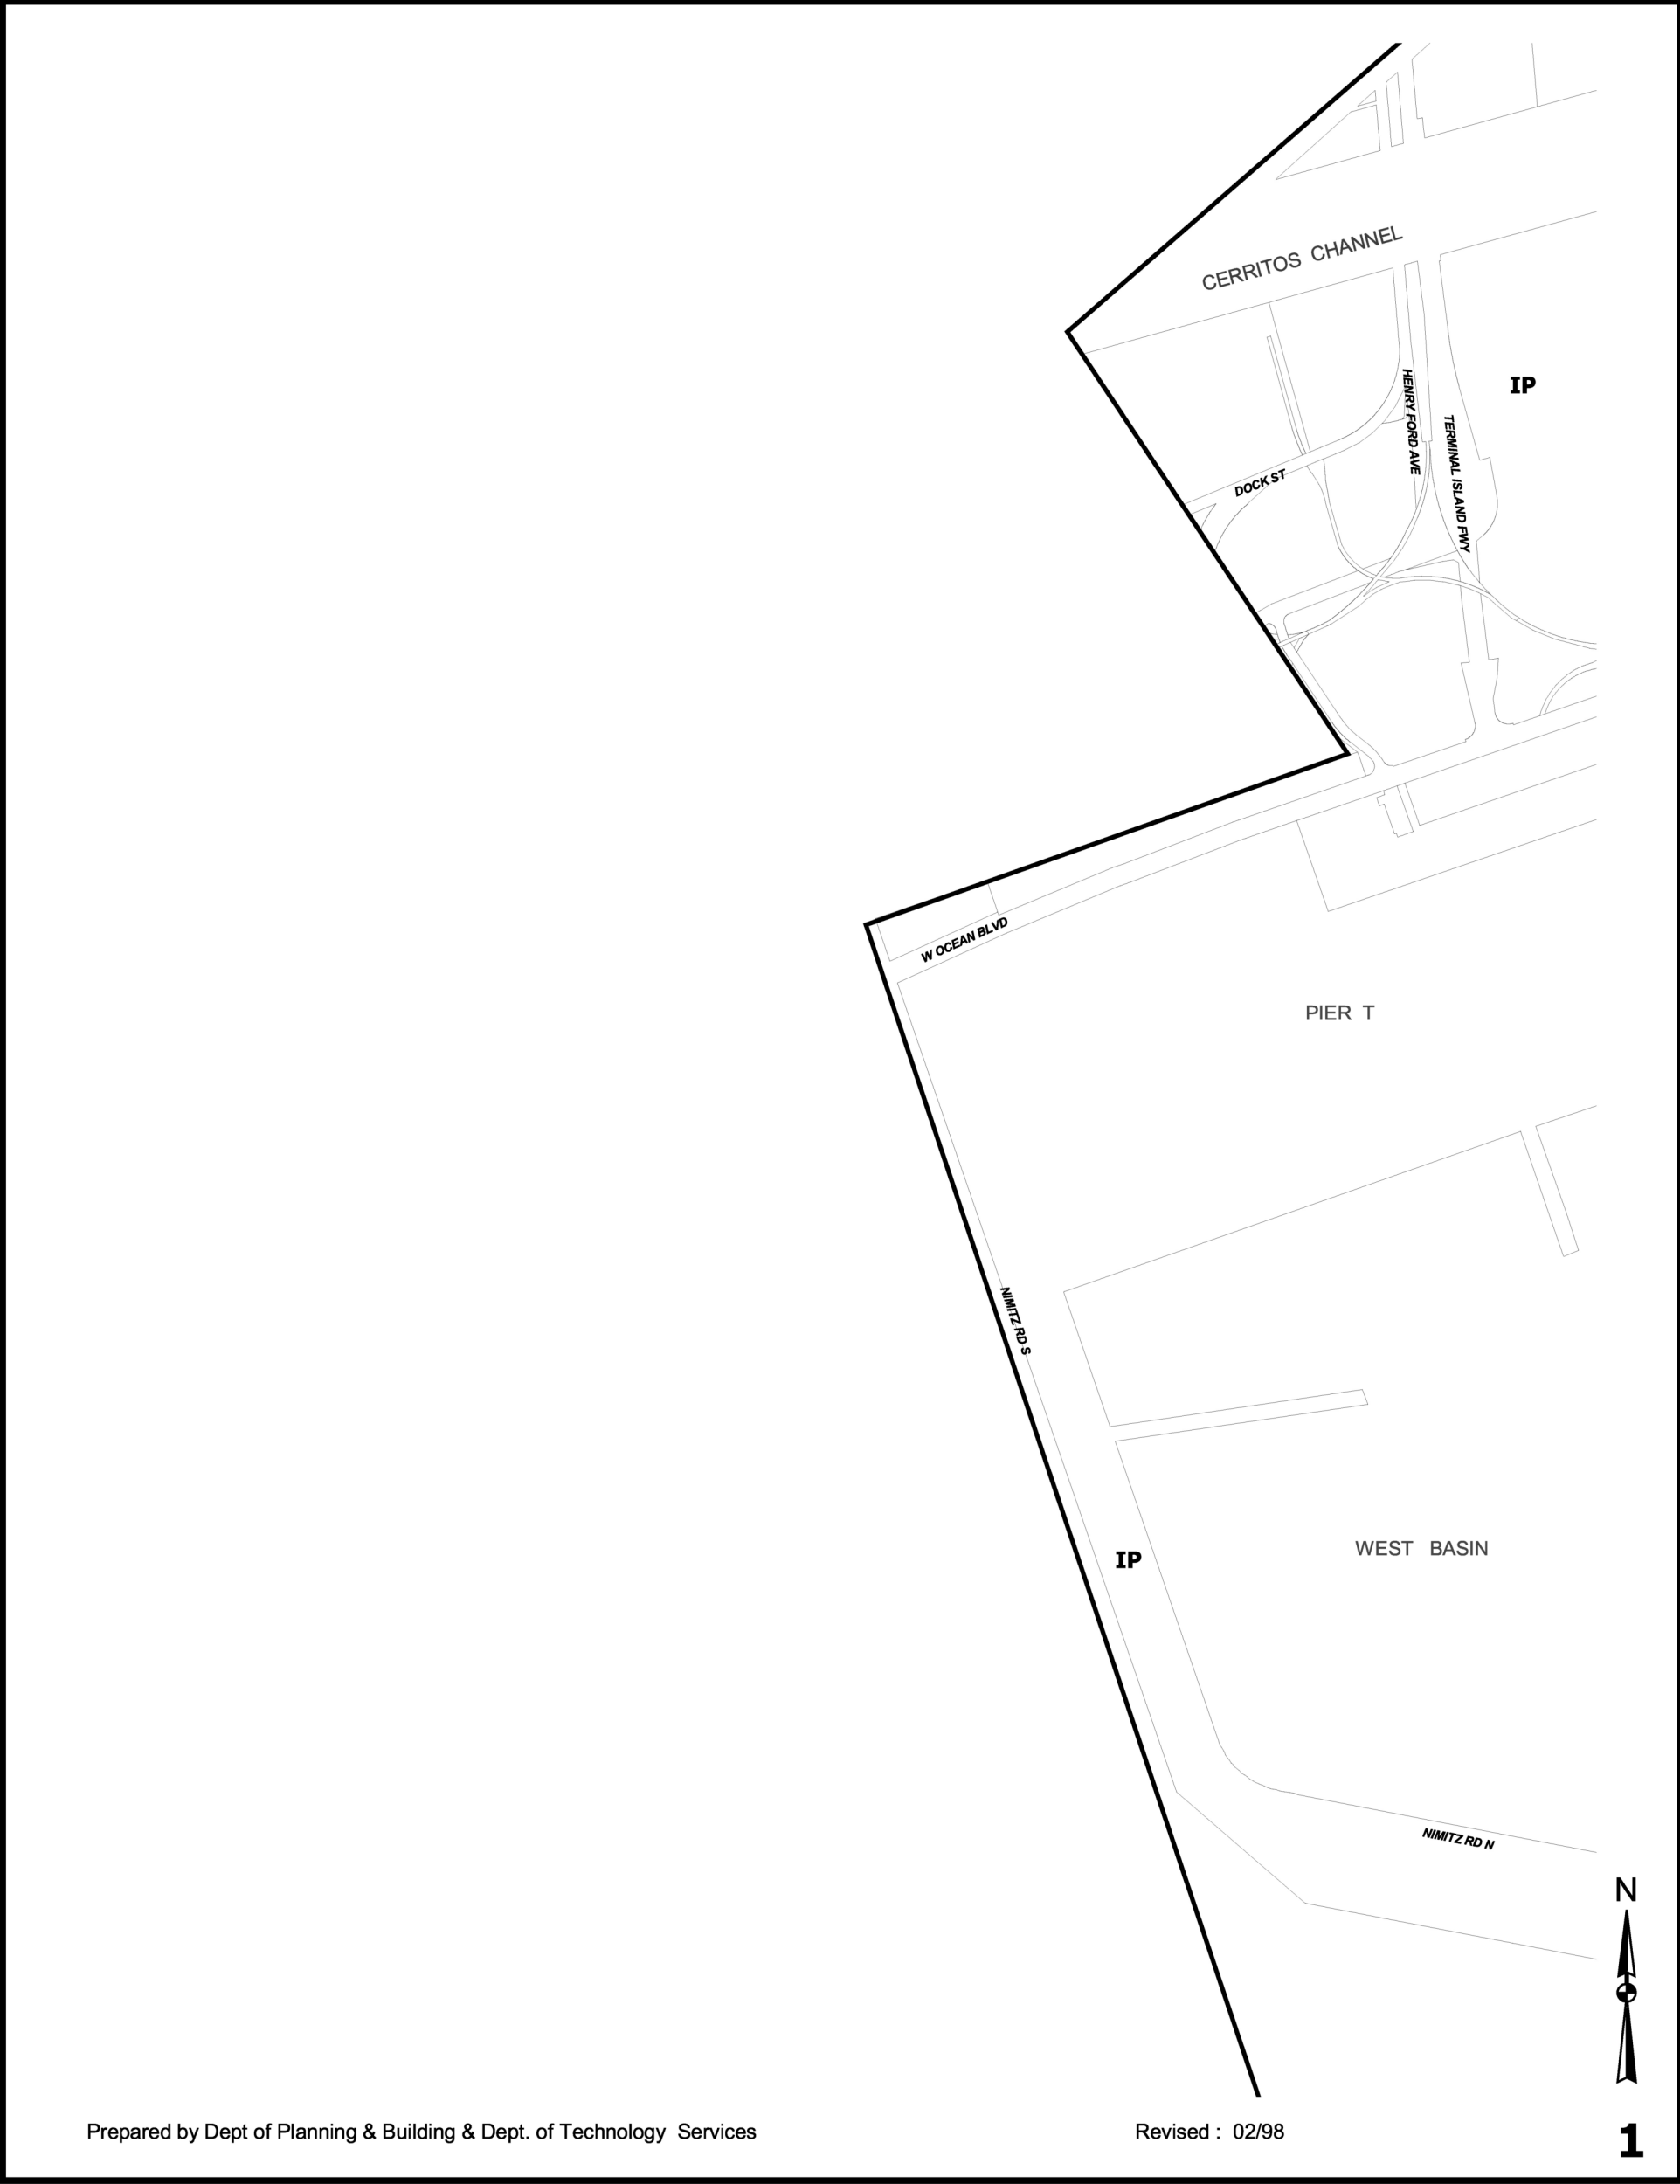 CERRITOS CHANNEL
IP
HENRY FORD AVE
TERMINAL ISLAND FWY
DOCK ST
W OCEAN BLVD
PIER T
NIMITZ RD S
WEST BASIN
IP
NIMITZ RD N
N
Prepared by Dept of Planning & Building & Dept. of Technology Services
Revised : 02/98
1